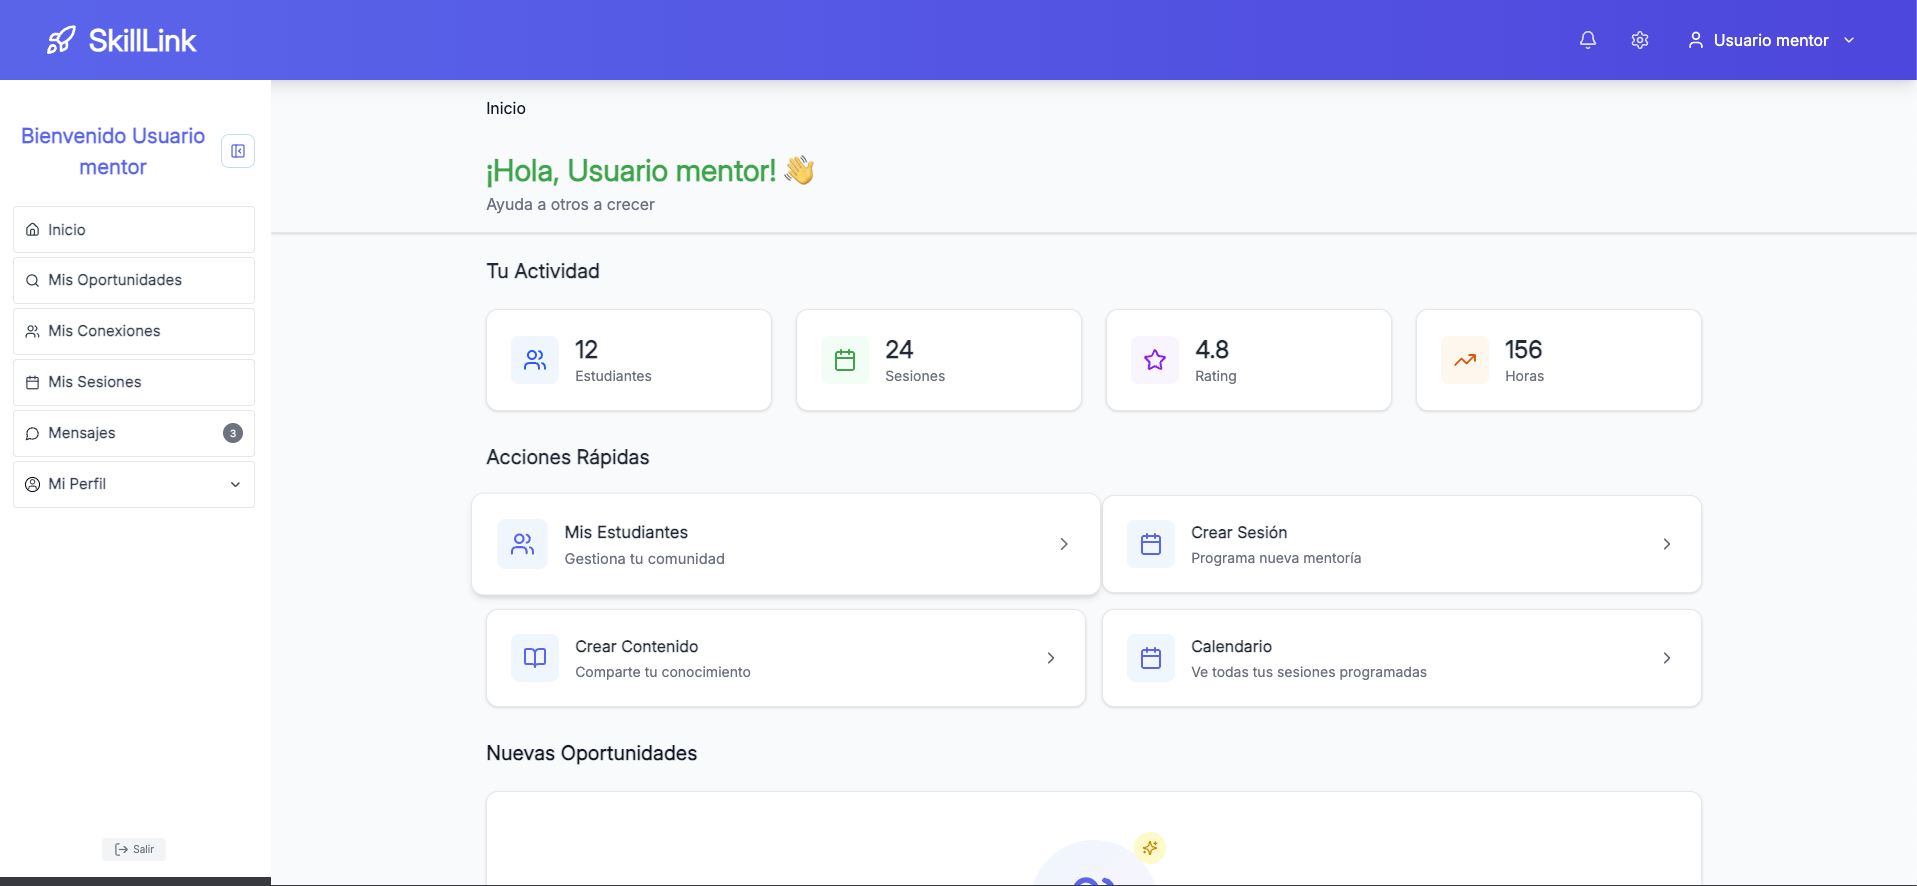 SkillLink
Usuario mentor
Bienvenido Usuario
mentor
Inicio
Mis Oportunidades
Mis Conexiones
Mis Sesiones
Mensajes 3
Mi Perfil
Salir
Inicio
¡Hola, Usuario mentor! 👋
Ayuda a otros a crecer
Tu Actividad
12
Estudiantes
24
Sesiones
4.8
Rating
156
Horas
Acciones Rápidas
Mis Estudiantes
Gestiona tu comunidad
Crear Sesión
Programa nueva mentoría
Crear Contenido
Comparte tu conocimiento
Calendario
Ve todas tus sesiones programadas
Nuevas Oportunidades